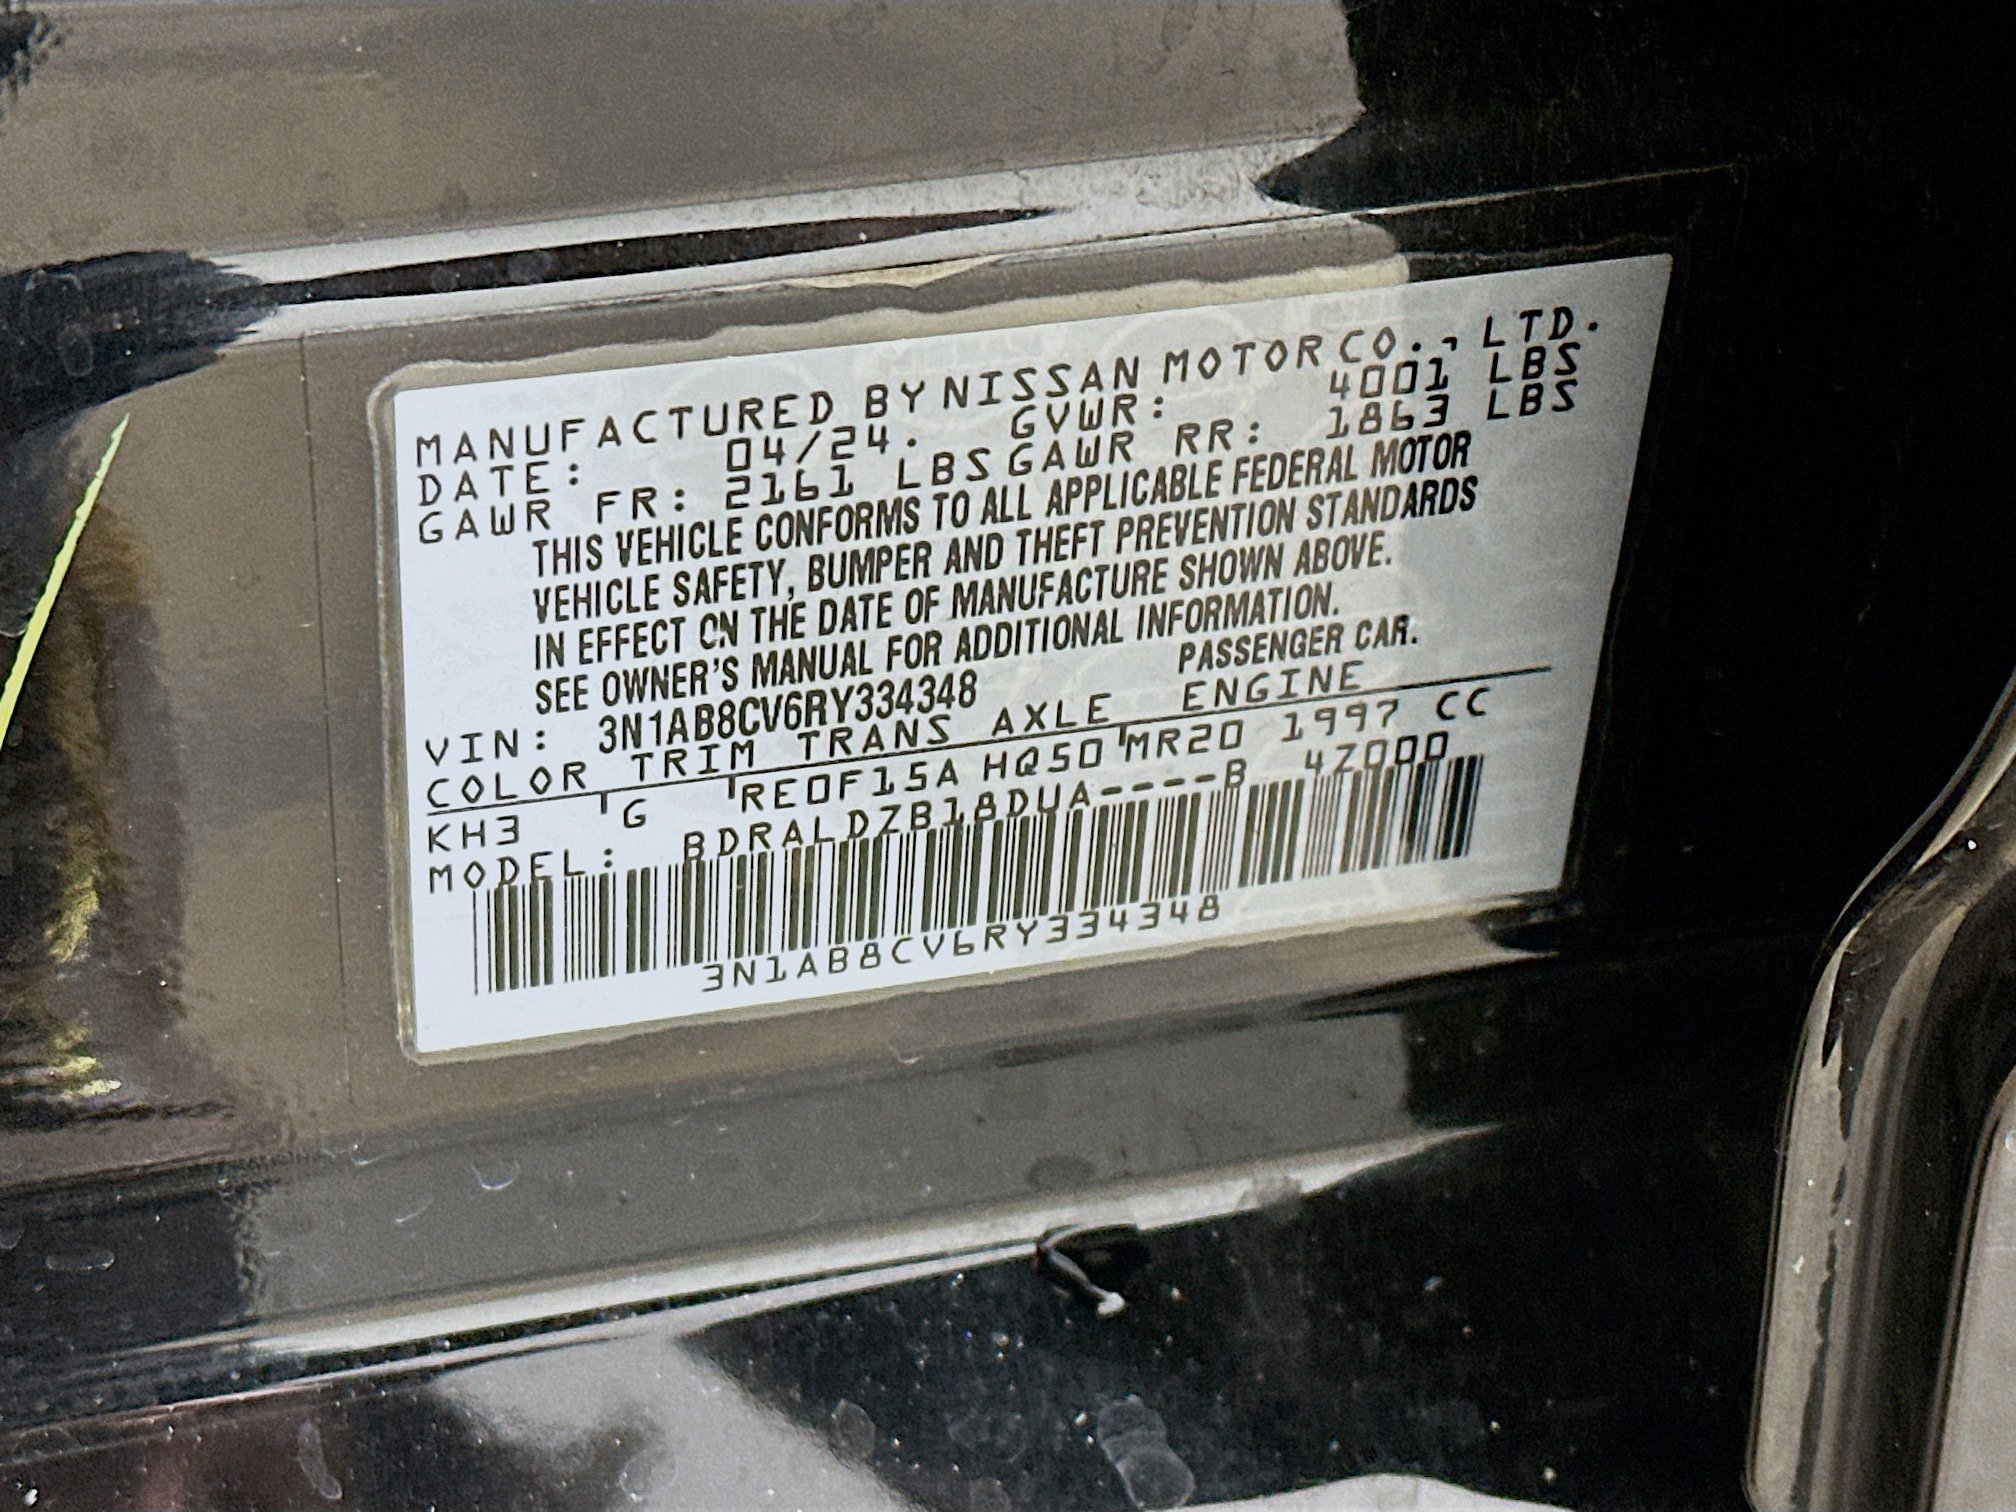 MANUFACTURED BY NISSAN MOTOR CO., LTD.
DATE: 04/24. GVWR: 4001 LBS
GAWR FR: 2161 LBS GAWR RR: 1863 LBS
THIS VEHICLE CONFORMS TO ALL APPLICABLE FEDERAL MOTOR
VEHICLE SAFETY, BUMPER AND THEFT PREVENTION STANDARDS
IN EFFECT ON THE DATE OF MANUFACTURE SHOWN ABOVE.
SEE OWNER'S MANUAL FOR ADDITIONAL INFORMATION.
VIN: 3N1AB8CV6RY334348 PASSENGER CAR.
COLOR TRIM TRANS AXLE ENGINE
KH3 G RE0F15A HQ50 MR20 1997 CC
MODEL: BDRALDZB18DUA----B 4Z000
3N1AB8CV6RY334348